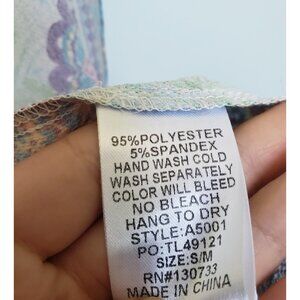 95%POLYESTER
5%SPANDEX
HAND WASH COLD
WASH SEPARATELY
COLOR WILL BLEED
NO BLEACH
HANG TO DRY
STYLE:A5001
PO:TL49121
SIZE:S/M
RN#130733
MADE IN CHINA